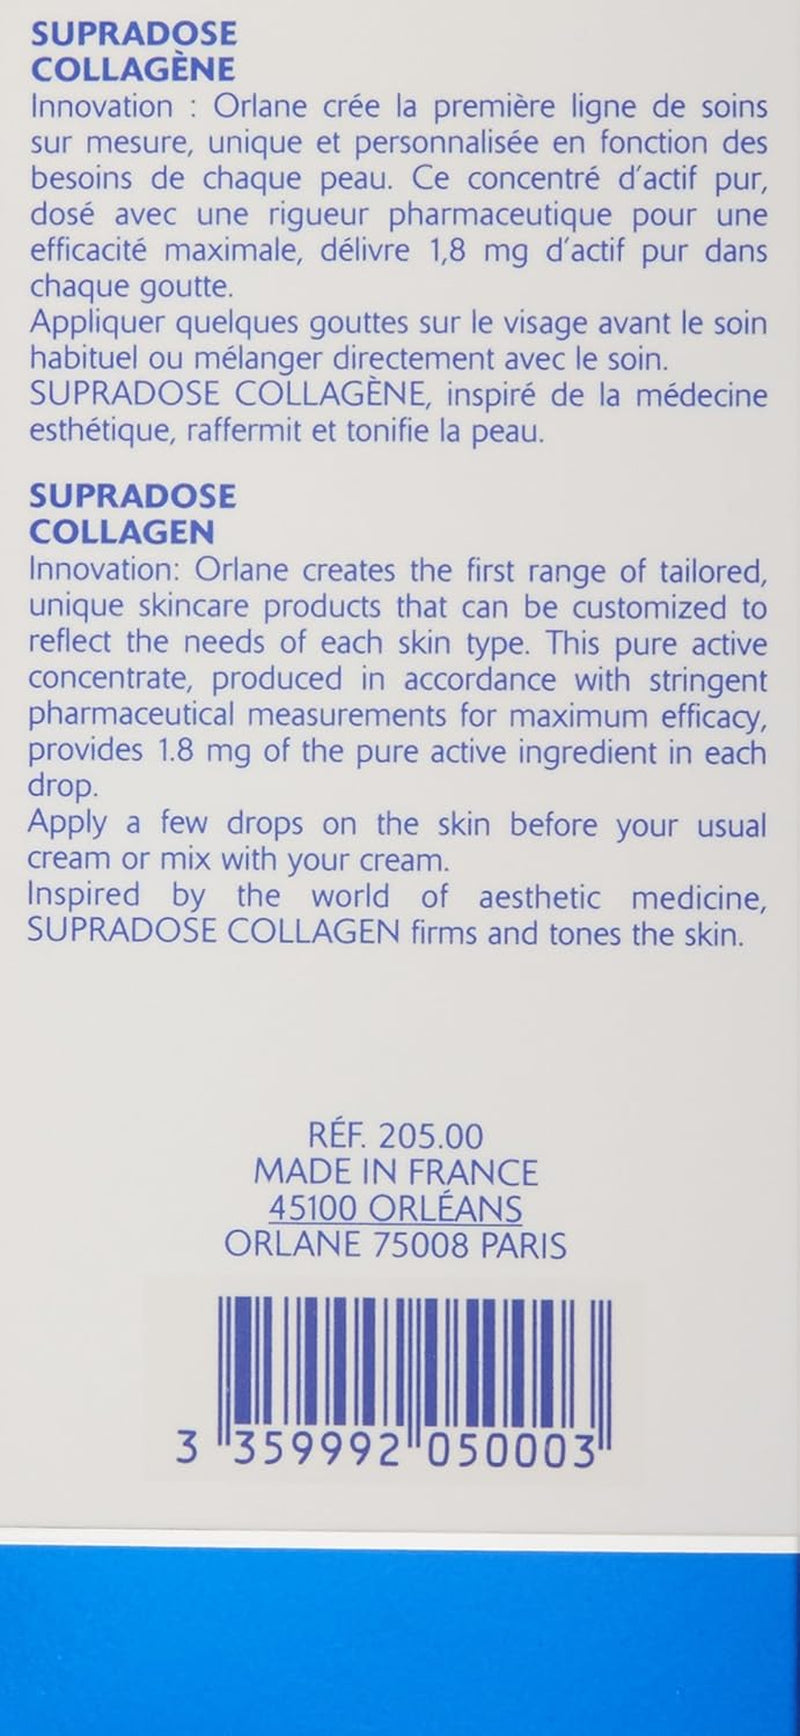 SUPRADOSE
COLLAGÈNE
Innovation : Orlane crée la première ligne de soins
sur mesure, unique et personnalisée en fonction des
besoins de chaque peau. Ce concentré d'actif pur,
dosé avec une rigueur pharmaceutique pour une
efficacité maximale, délivre 1,8 mg d'actif pur dans
chaque goutte.
Appliquer quelques gouttes sur le visage avant le soin
habituel ou mélanger directement avec le soin.
SUPRADOSE COLLAGÈNE, inspiré de la médecine
esthétique, raffermit et tonifie la peau.
SUPRADOSE
COLLAGEN
Innovation: Orlane creates the first range of tailored,
unique skincare products that can be customized to
reflect the needs of each skin type. This pure active
concentrate, produced in accordance with stringent
pharmaceutical measurements for maximum efficacy,
provides 1.8 mg of the pure active ingredient in each
drop.
Apply a few drops on the skin before your usual
cream or mix with your cream.
Inspired by the world of aesthetic medicine,
SUPRADOSE COLLAGEN firms and tones the skin.
RÉF. 205.00
MADE IN FRANCE
45100 ORLÉANS
ORLANE 75008 PARIS
3 359992 050003